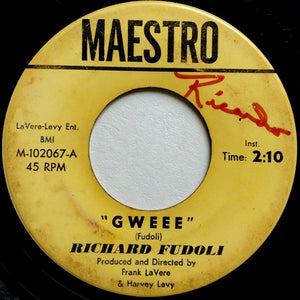 MAESTRO
Ricardo
LaVere-Levy Ent.
BMI
M-102067-A
45 RPM
Inst.
Time: 2:10
"GWEEE"
(Fudoli)
RICHARD FUDOLI
Produced and Directed by
Frank LaVere
& Harvey Levy